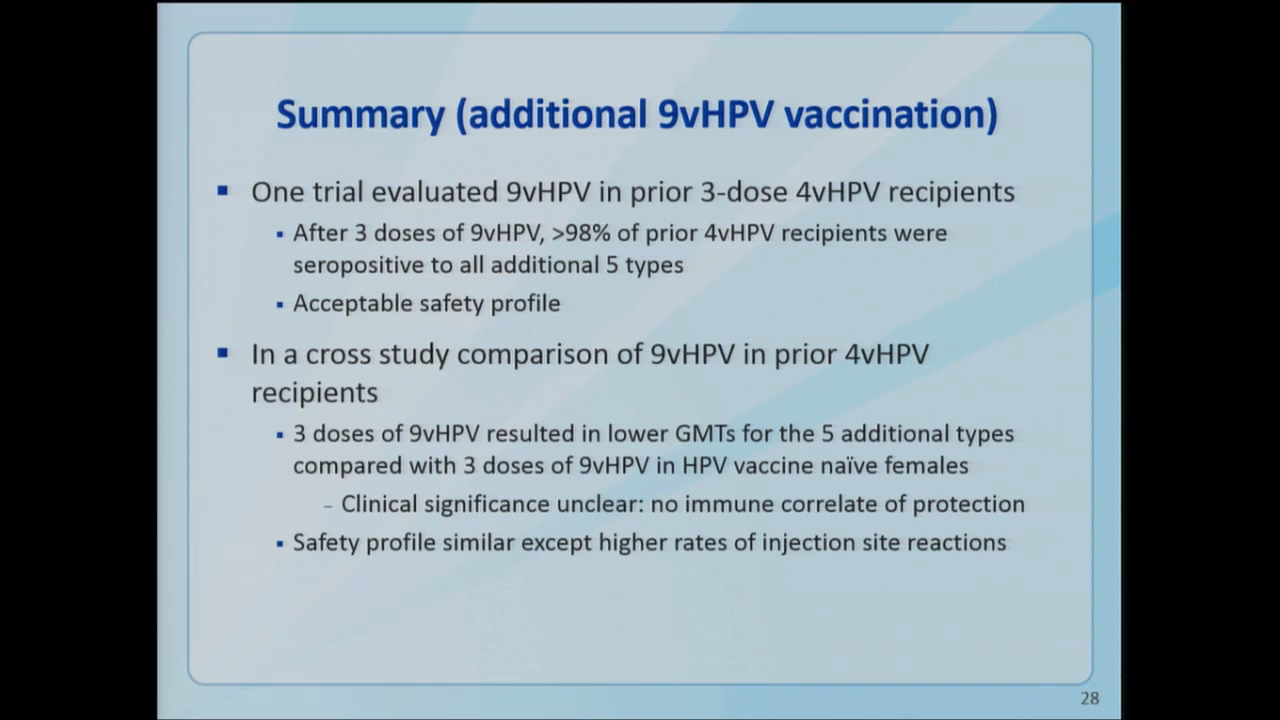 Summary (additional 9vHPV vaccination)
One trial evaluated 9vHPV in prior 3-dose 4vHPV recipients
After 3 doses of 9vHPV, >98% of prior 4vHPV recipients were
seropositive to all additional 5 types
Acceptable safety profile
In a cross study comparison of 9vHPV in prior 4vHPV
recipients
3 doses of 9vHPV resulted in lower GMTs for the 5 additional types
compared with 3 doses of 9vHPV in HPV vaccine naïve females
– Clinical significance unclear: no immune correlate of protection
Safety profile similar except higher rates of injection site reactions
28